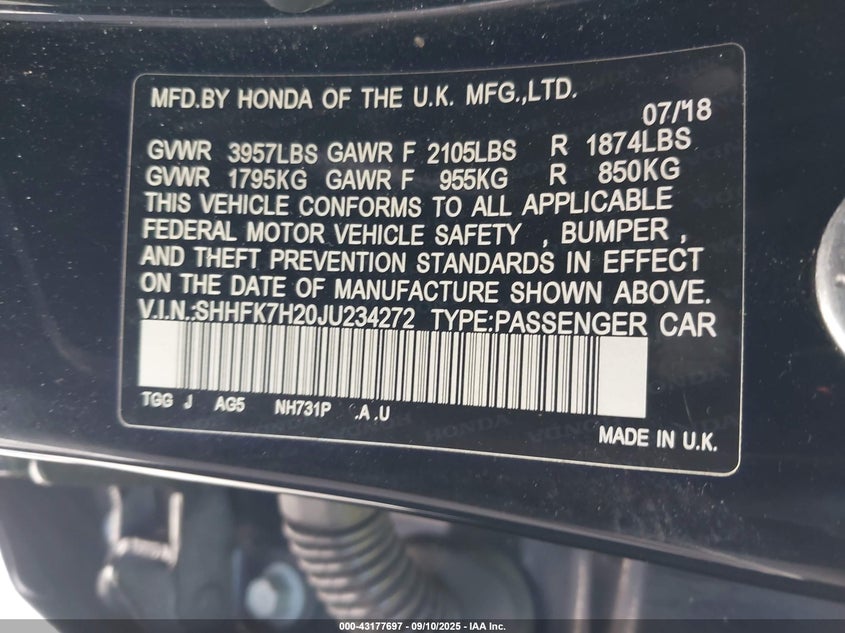 MFD.BY HONDA OF THE U.K. MFG.,LTD.
07/18
GVWR 3957LBS GAWR F 2105LBS R 1874LBS
GVWR 1795KG GAWR F 955KG R 850KG
THIS VEHICLE CONFORMS TO ALL APPLICABLE
FEDERAL MOTOR VEHICLE SAFETY , BUMPER ,
AND THEFT PREVENTION STANDARDS IN EFFECT
ON THE DATE OF MANUFACTURE SHOWN ABOVE.
V.I.N.:SHHFK7H20JU234272 TYPE:PASSENGER CAR
TGG J AG5 NH731P .A .U
MADE IN U.K.
000-43177697 - 09/10/2025 - IAA Inc.